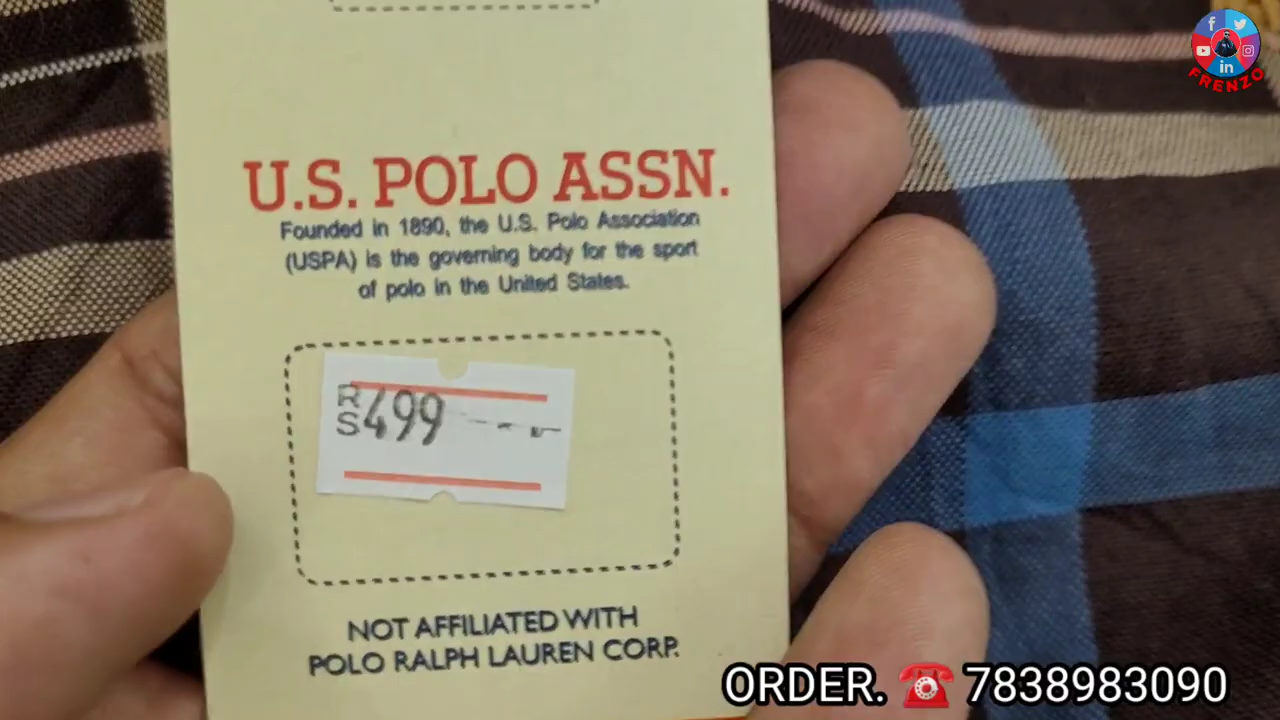 FRENZO
U.S. POLO ASSN.
Founded in 1890, the U.S. Polo Association
(USPA) is the governing body for the sport
of polo in the United States.
RS499
NOT AFFILIATED WITH
POLO RALPH LAUREN CORP.
ORDER. ☎️ 7838983090